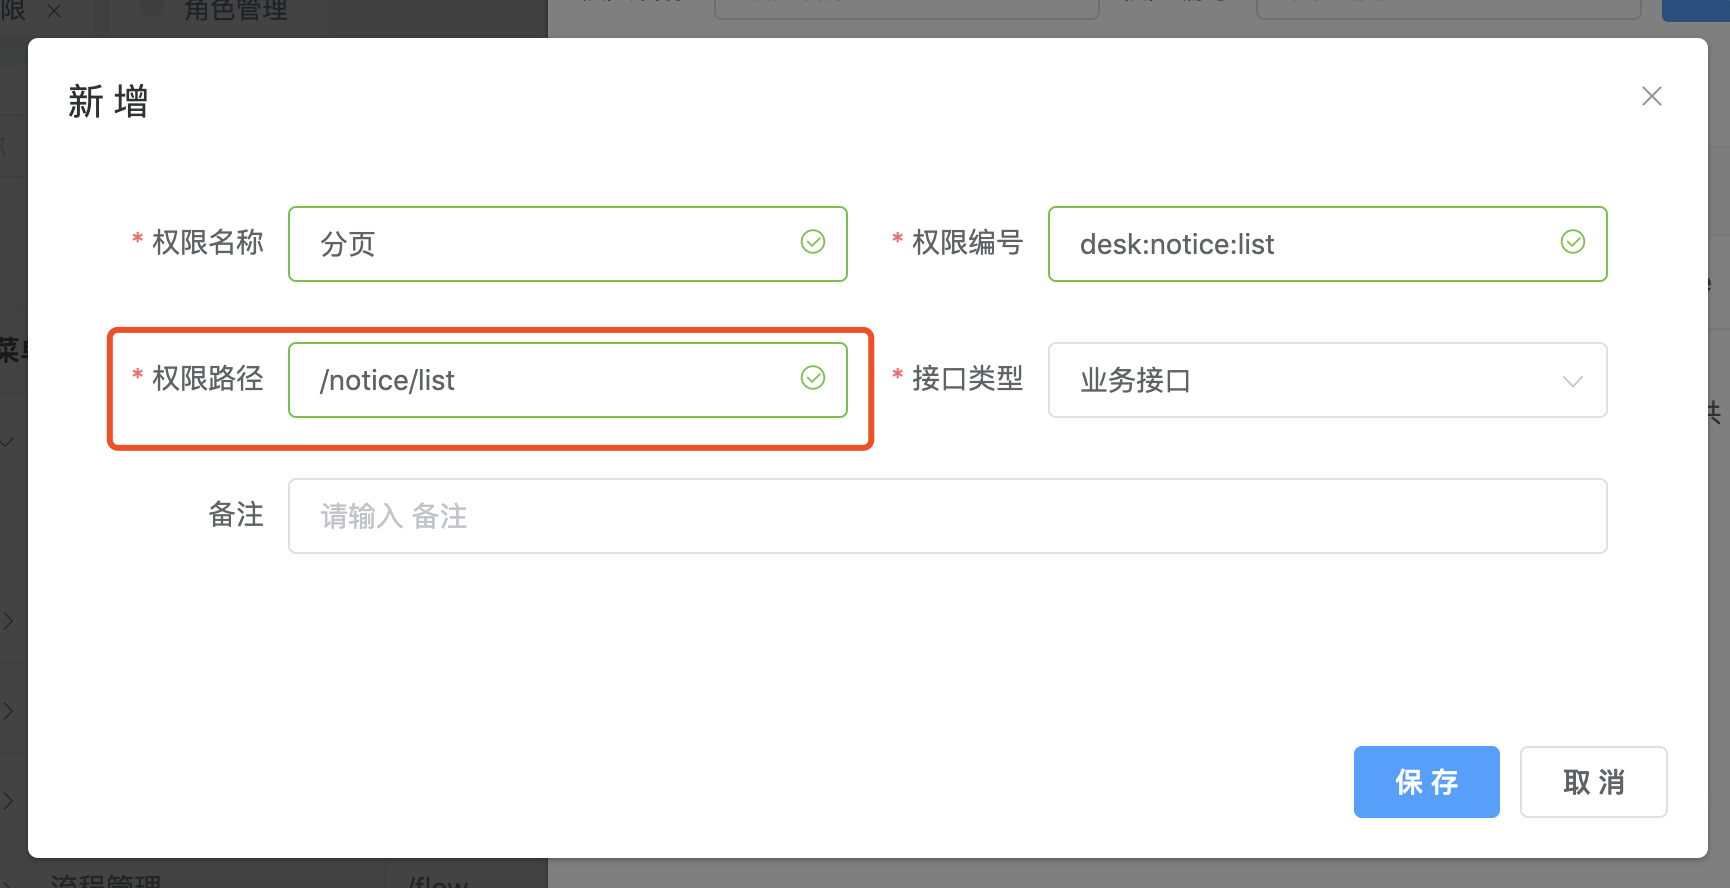 限 × 角色管理
新 增
* 权限名称 分页 * 权限编号 desk:notice:list
* 权限路径 /notice/list * 接口类型 业务接口
备注 请输入 备注
保 存 取 消
流程管理 /flow